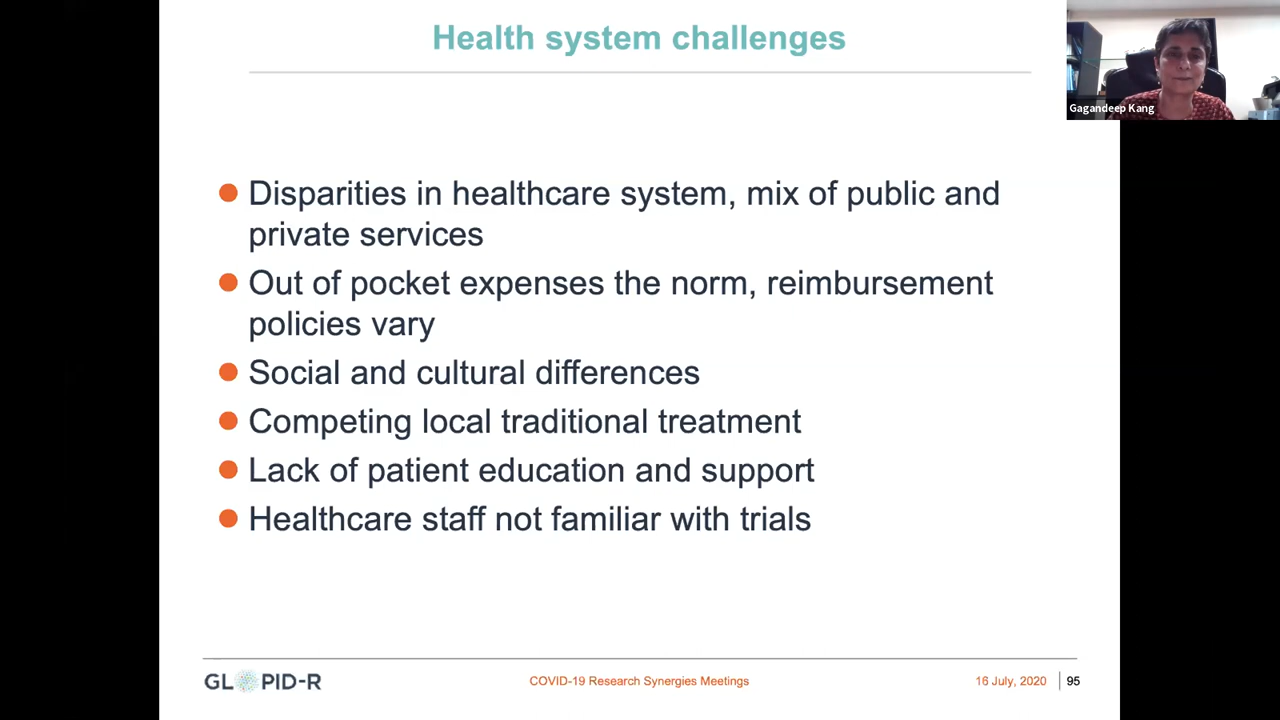 Health system challenges
Gagandeep Kang
Disparities in healthcare system, mix of public and
private services
Out of pocket expenses the norm, reimbursement
policies vary
Social and cultural differences
Competing local traditional treatment
Lack of patient education and support
Healthcare staff not familiar with trials
GLOPID-R
COVID-19 Research Synergies Meetings
16 July, 2020
95